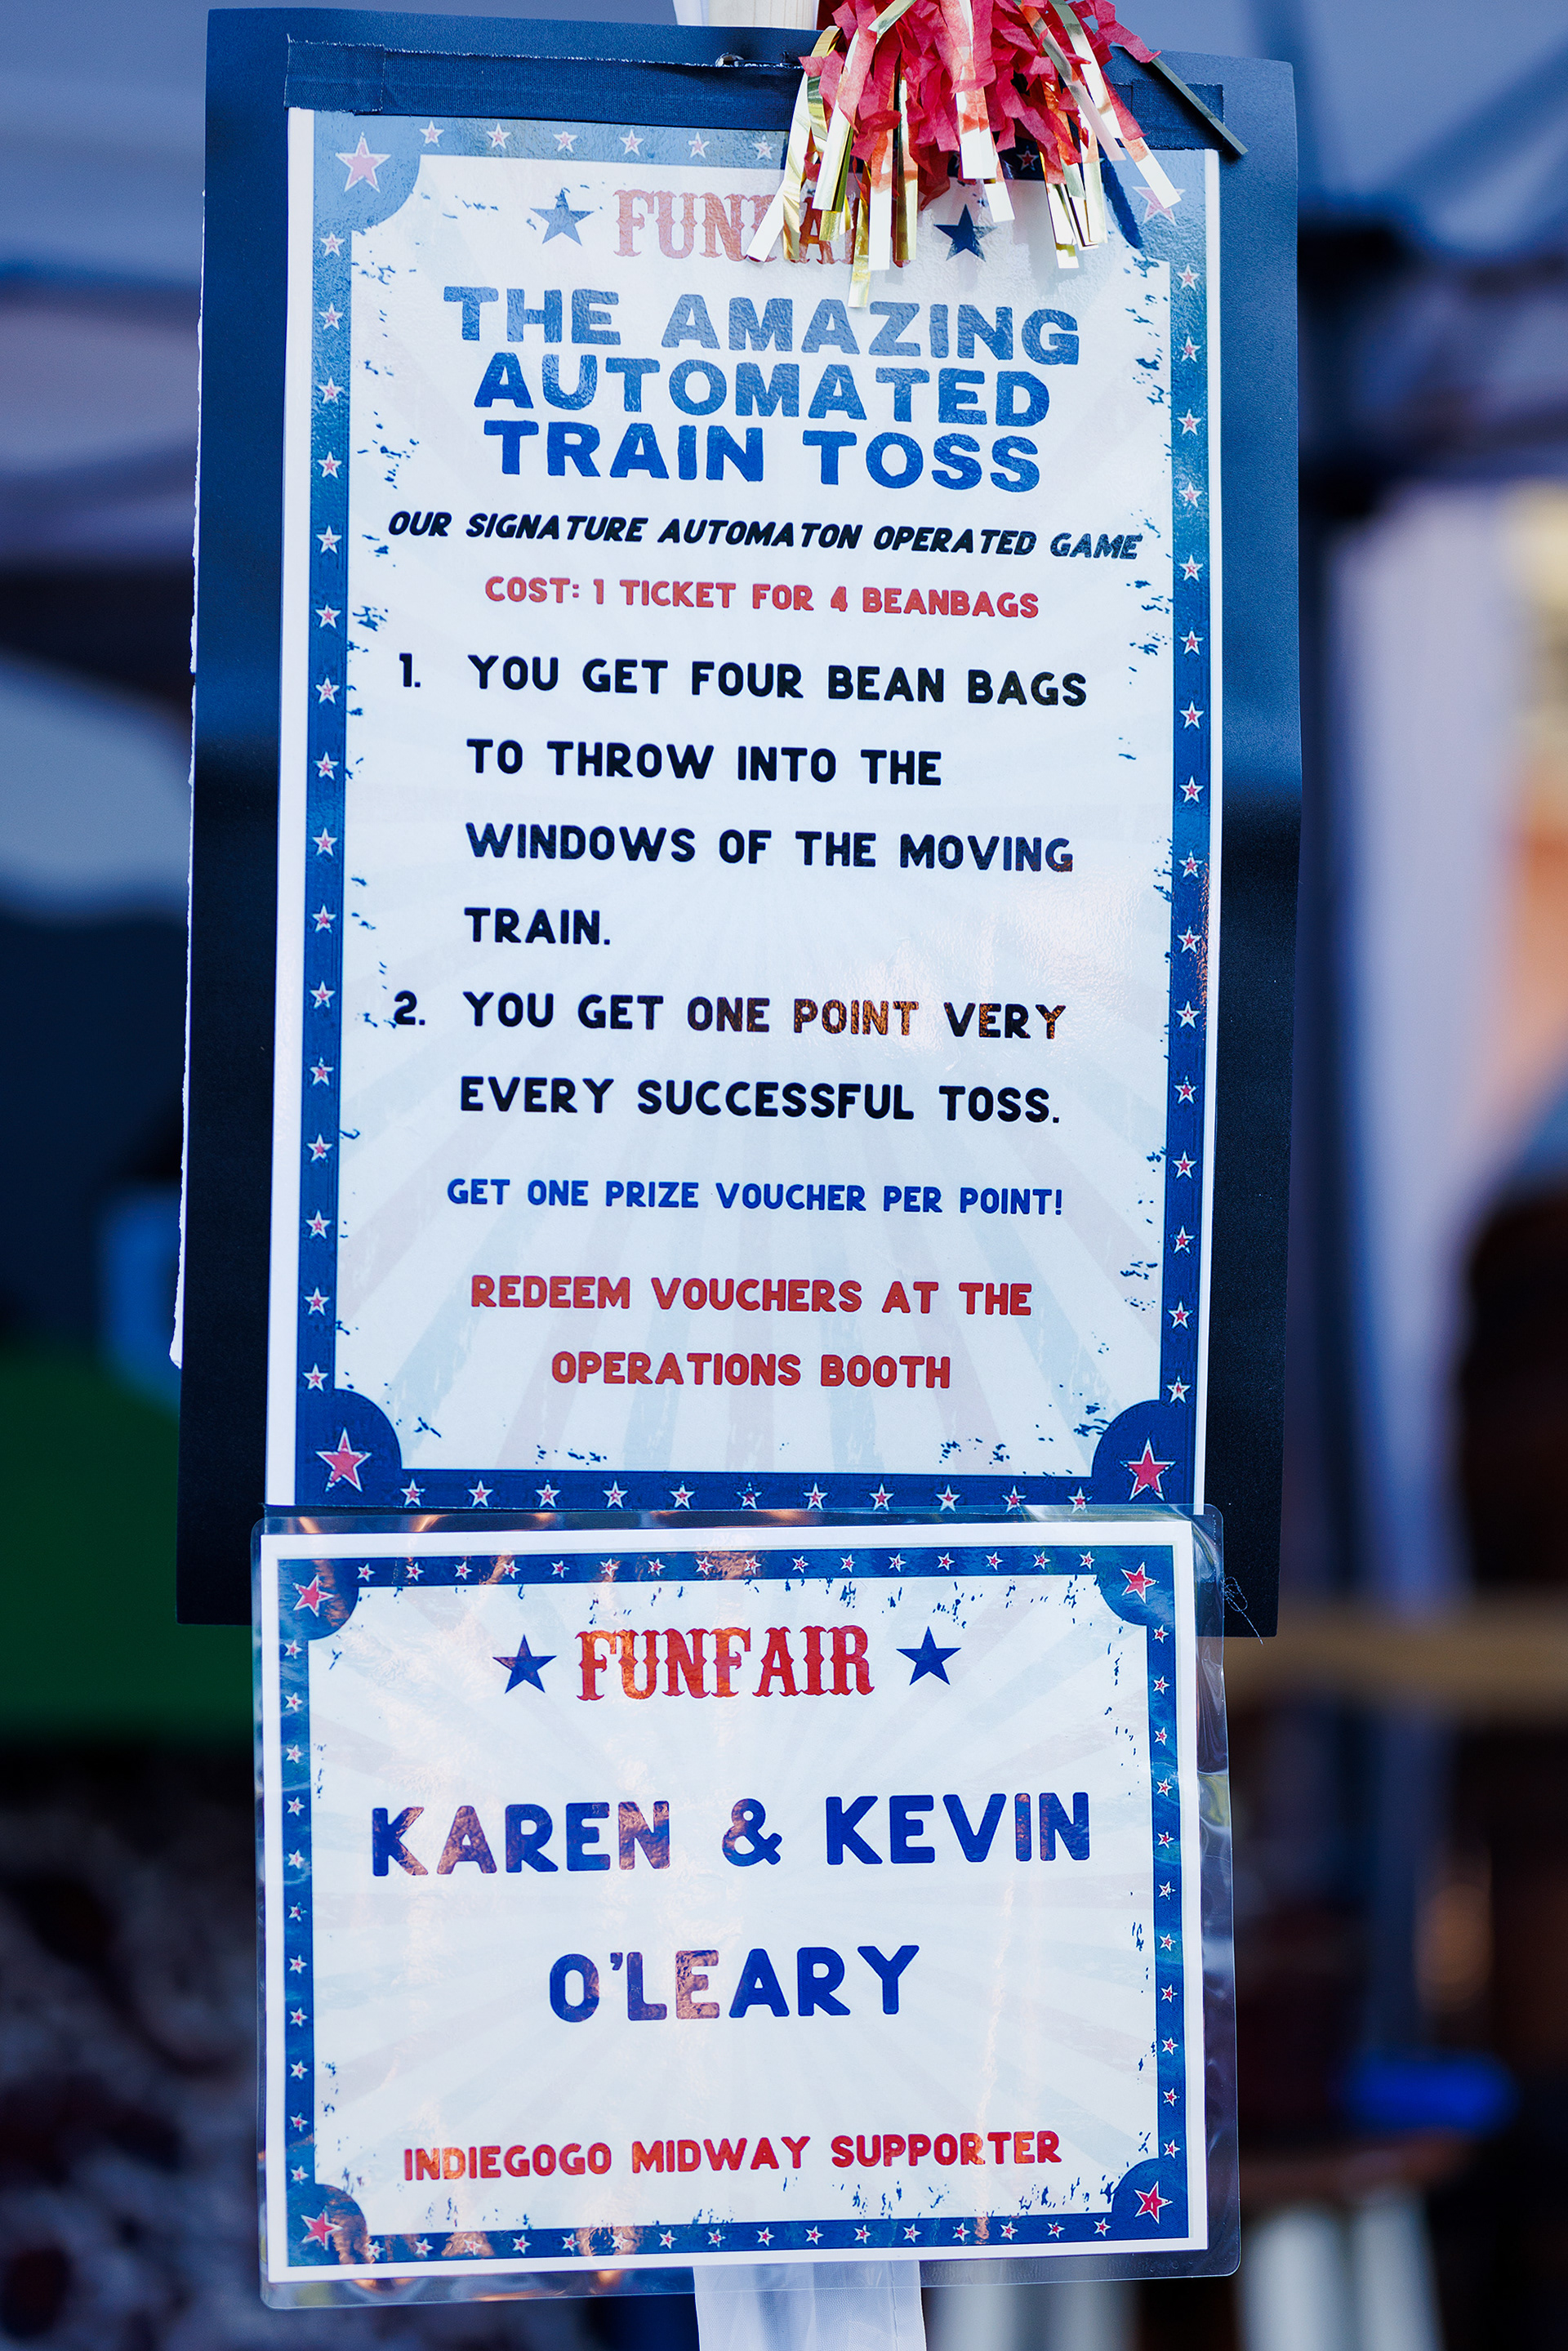 FUNFAIR
THE AMAZING
AUTOMATED
TRAIN TOSS
OUR SIGNATURE AUTOMATON OPERATED GAME
COST: 1 TICKET FOR 4 BEANBAGS
1. YOU GET FOUR BEAN BAGS
TO THROW INTO THE
WINDOWS OF THE MOVING
TRAIN.
2. YOU GET ONE POINT VERY
EVERY SUCCESSFUL TOSS.
GET ONE PRIZE VOUCHER PER POINT!
REDEEM VOUCHERS AT THE
OPERATIONS BOOTH
FUNFAIR
KAREN & KEVIN
O'LEARY
INDIEGOGO MIDWAY SUPPORTER